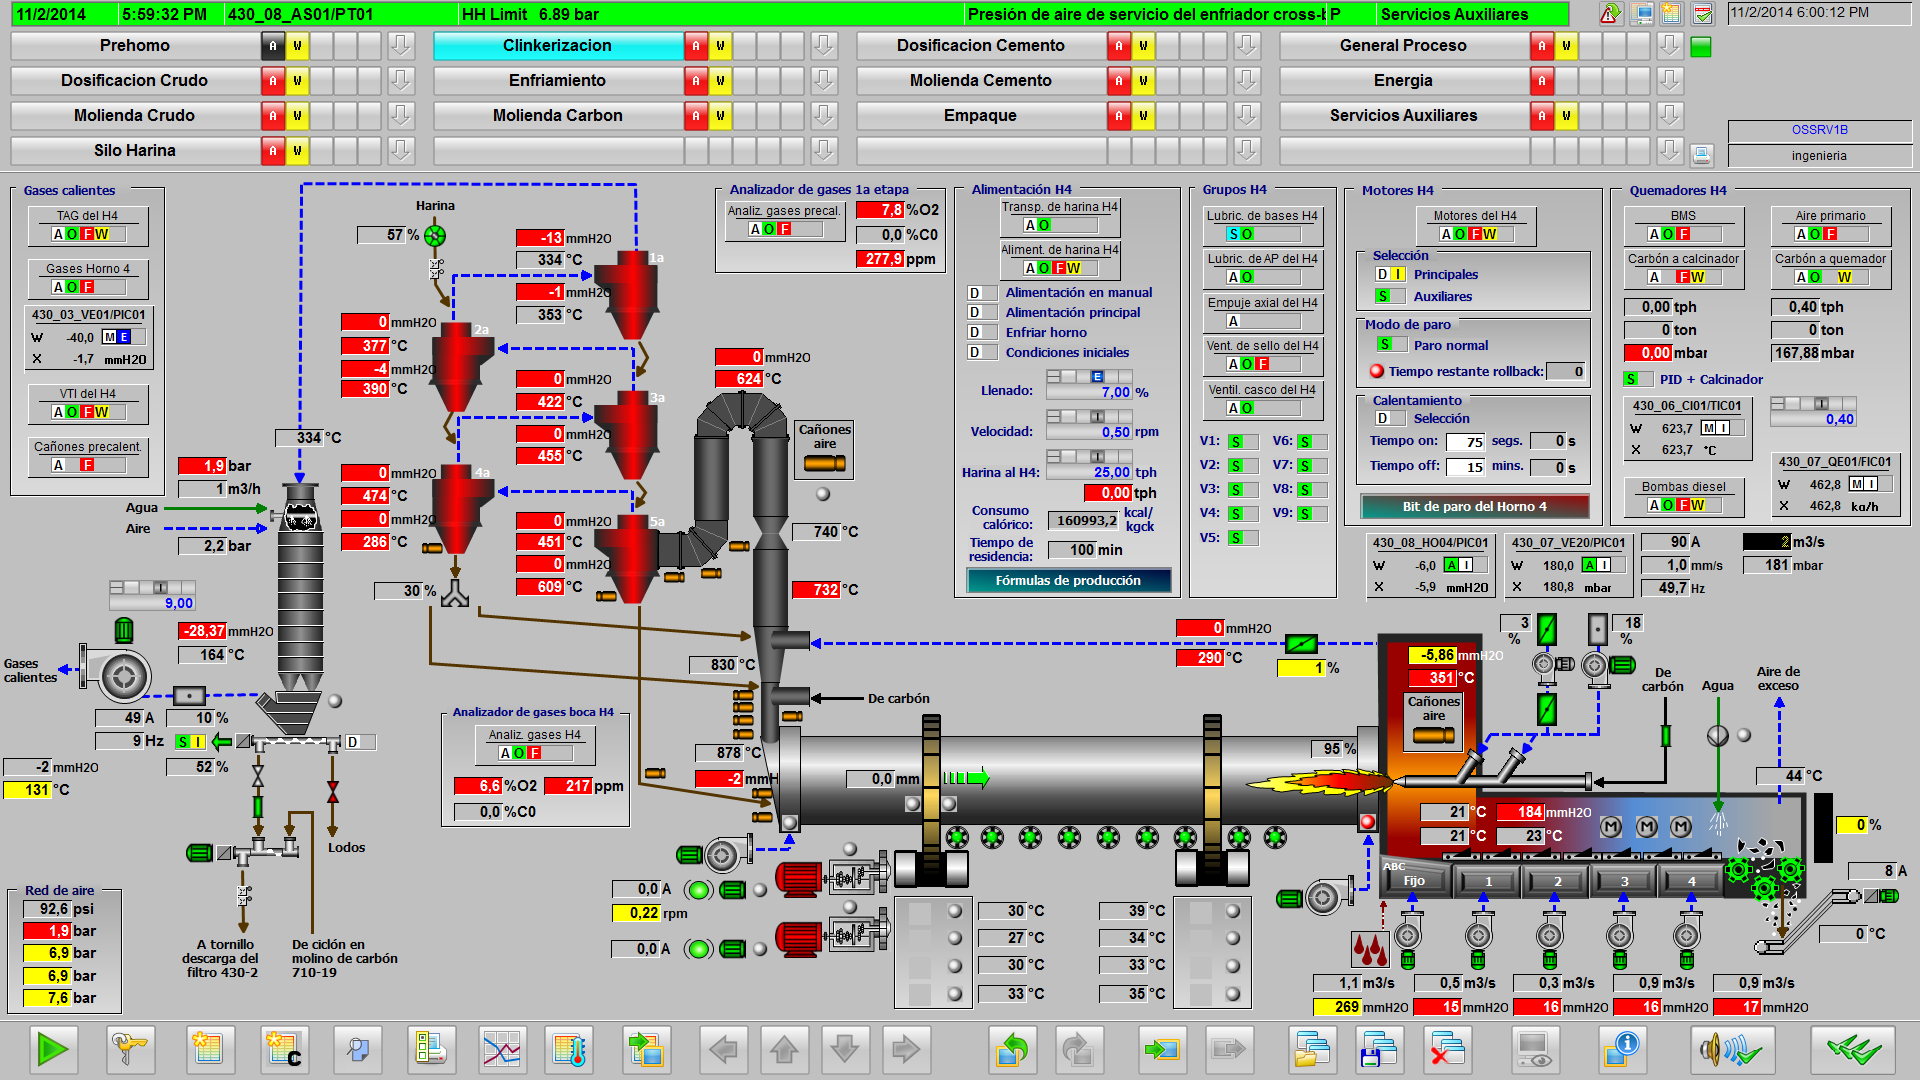 11/2/2014 5:59:32 PM 430_08_AS01/PT01 HH Limit 6.89 bar Presión de aire de servicio del enfriador cross-b P Servicios Auxiliares 11/2/2014 6:00:12 PM
Prehomo A W Clinkerizacion A W Dosificacion Cemento A W General Proceso A W
Dosificacion Crudo A W Enfriamiento A W Molienda Cemento A W Energia A
Molienda Crudo A W Molienda Carbon A W Empaque A W Servicios Auxiliares A W
OSSRV1B
Silo Harina A W
ingenieria
Gases calientes
TAG del H4
A O F W
Gases Horno 4
A O F
430_03_VE01/PIC01
W -40,0 M E
X -1,7 mmH2O
VTI del H4
A O F W
Cañones precalent.
A F
Harina
57 %
-13 mmH2O
334 °C
1a
-1 mmH2O
353 °C
0 mmH2O
377 °C
-4 mmH2O
390 °C
2a
0 mmH2O
422 °C
3a
0 mmH2O
455 °C
0 mmH2O
474 °C
0 mmH2O
286 °C
4a
0 mmH2O
451 °C
5a
0 mmH2O
609 °C
30 %
334 °C
1,9 bar
1 m3/h
Agua
Aire
2,2 bar
9,00
-28,37 mmH2O
164 °C
Gases
calientes
49 A
10 %
9 Hz
S I
D
52 %
-2 mmH2O
131 °C
Lodos
A tornillo
descarga del
filtro 430-2
De ciclón en
molino de carbón
710-19
Red de aire
92,6 psi
1,9 bar
6,9 bar
6,9 bar
7,6 bar
Analizador de gases 1a etapa
Analiz. gases precal.
A O F
7,8 %O2
0,0 %C0
277,9 ppm
0 mmH2O
624 °C
Cañones
aire
740 °C
732 °C
830 °C
De carbón
878 °C
-2 mmH
Analizador de gases boca H4
Analiz. gases H4
A O F
6,6 %O2 217 ppm
0,0 %C0
Alimentación H4
Transp. de harina H4
A O
Aliment. de harina H4
A O F W
D Alimentación en manual
D Alimentación principal
D Enfriar horno
D Condiciones iniciales
Llenado: E 7,00 %
Velocidad: I 0,50 rpm
Harina al H4: I 25,00 tph
0,00 tph
Consumo
calórico: 160993,2 kcal/
kgck
Tiempo de
residencia: 100 min
Fórmulas de producción
Grupos H4
Lubric. de bases H4
S O
Lubric. de AP del H4
A O
Empuje axial del H4
A
Vent. de sello del H4
A O F
Ventil. casco del H4
A O
V1: S V6: S
V2: S V7: S
V3: S V8: S
V4: S V9: S
V5: S
Motores H4
Motores del H4
A O F W
Selección
D I Principales
S Auxiliares
Modo de paro
S Paro normal
Tiempo restante rollback: 0
Calentamiento
D Selección
Tiempo on: 75 segs. 0 s
Tiempo off: 15 mins. 0 s
Bit de paro del Horno 4
Quemadores H4
BMS
A O F
Aire primario
A O F
Carbón a calcinador
A F W
Carbón a quemador
A O W
0,00 tph 0,40 tph
0 ton 0 ton
0,00 mbar 167,88 mbar
S PID + Calcinador
430_06_CI01/TIC01
W 623,7 M I
X 623,7 °C
I
0,40
430_07_QE01/FIC01
W 462,8 M I
X 462,8 kg/h
Bombas diesel
A O F W
430_08_HO04/PIC01
W -6,0 A I
X -5,9 mmH2O
430_07_VE20/PIC01
W 180,0 A I
X 180,8 mbar
90 A
1,0 mm/s
49,7 Hz
2 m3/s
181 mbar
0 mmH2O
290 °C
1 %
3 %
18 %
-5,86 mmH2O
351 °C
Cañones
aire
De
carbón
Agua
Aire de
exceso
95 %
0,0 mm
44 °C
21 °C 184 mmH2O
21 °C 23 °C
M M M
0 %
ABC
Fijo 1 2 3 4
8 A
0 °C
0,0 A
0,22 rpm
0,0 A
30 °C 39 °C
27 °C 34 °C
30 °C 33 °C
33 °C 35 °C
1,1 m3/s 0,5 m3/s 0,3 m3/s 0,9 m3/s 0,9 m3/s
269 mmH2O 15 mmH2O 16 mmH2O 16 mmH2O 17 mmH2O
C